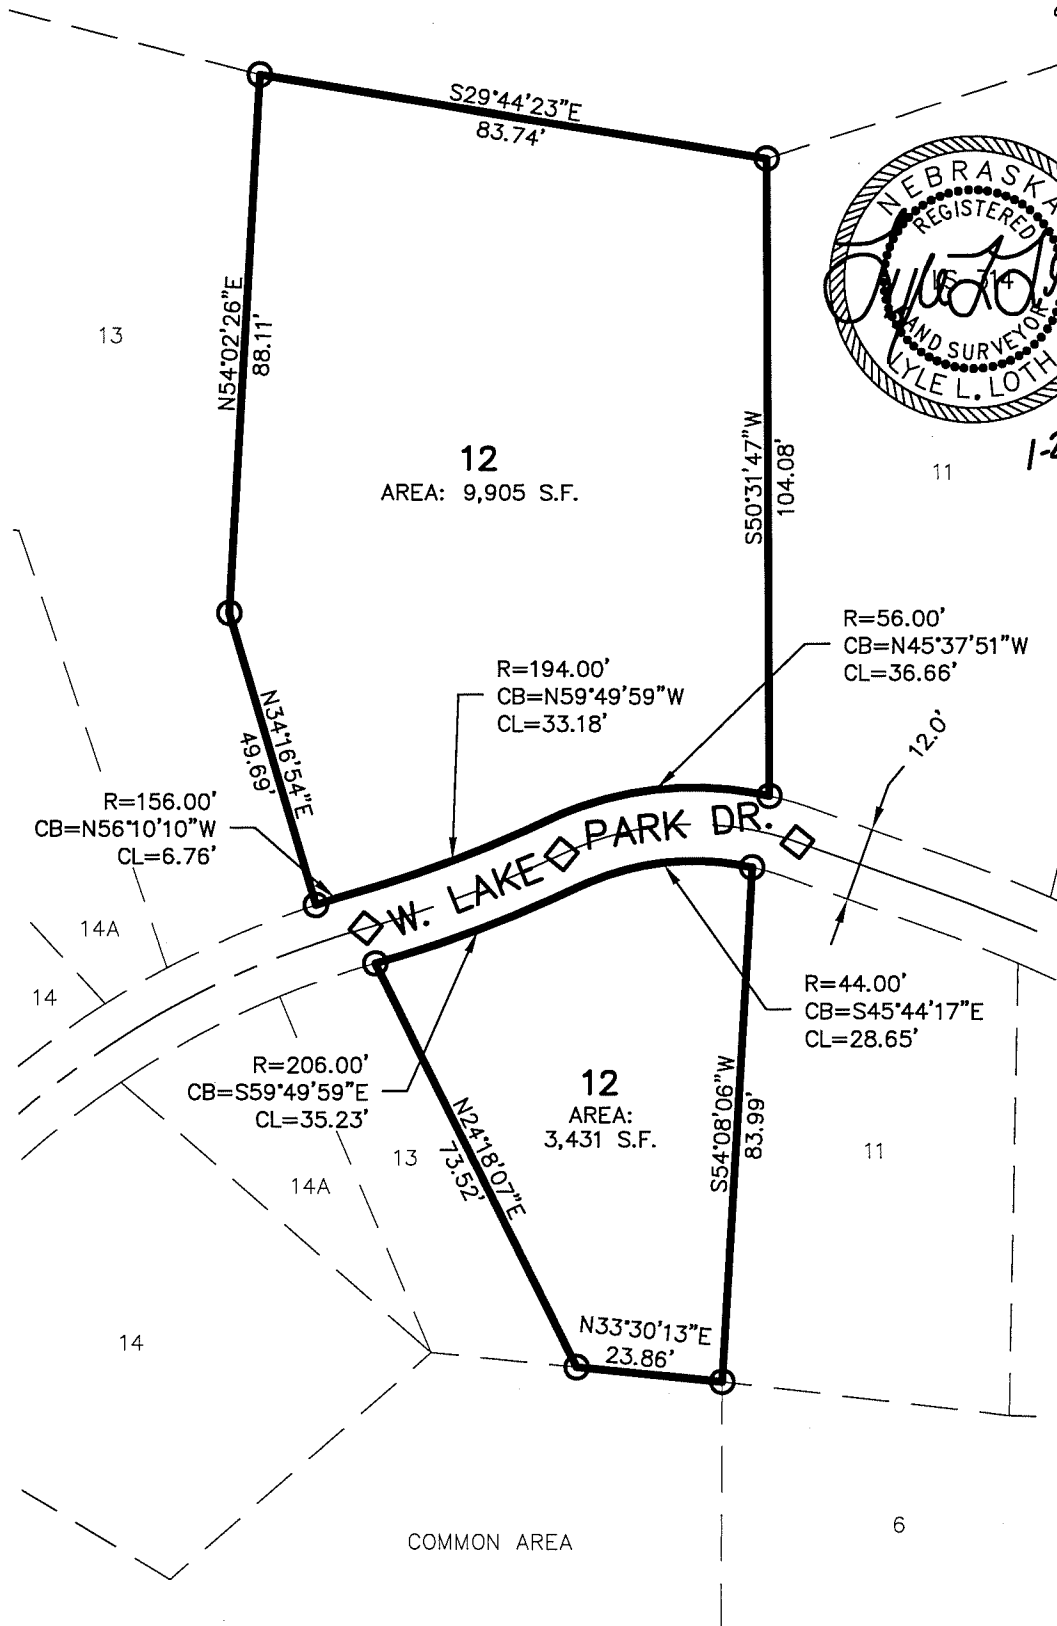 S29°44'23"E
83.74'
NEBRASKA
REGISTERED
LS-314
LAND SURVEYOR
LYLE L. LOTH
N54°02'26"E
88.11'
13
12
AREA: 9,905 S.F.
S50°31'47"W
104.08'
11
R=56.00'
CB=N45°37'51"W
CL=36.66'
R=194.00'
CB=N59°49'59"W
CL=33.18'
N34°16'54"E
49.69'
12.0'
R=156.00'
CB=N56°10'10"W
CL=6.76'
W. LAKE PARK DR.
14A
14
R=44.00'
CB=S45°44'17"E
CL=28.65'
R=206.00'
CB=S59°49'59"E
CL=35.23'
12
AREA:
3,431 S.F.
N24°18'07"E
73.52'
S54°08'06"W
83.99'
13
11
14A
N33°30'13"E
23.86'
14
COMMON AREA
6